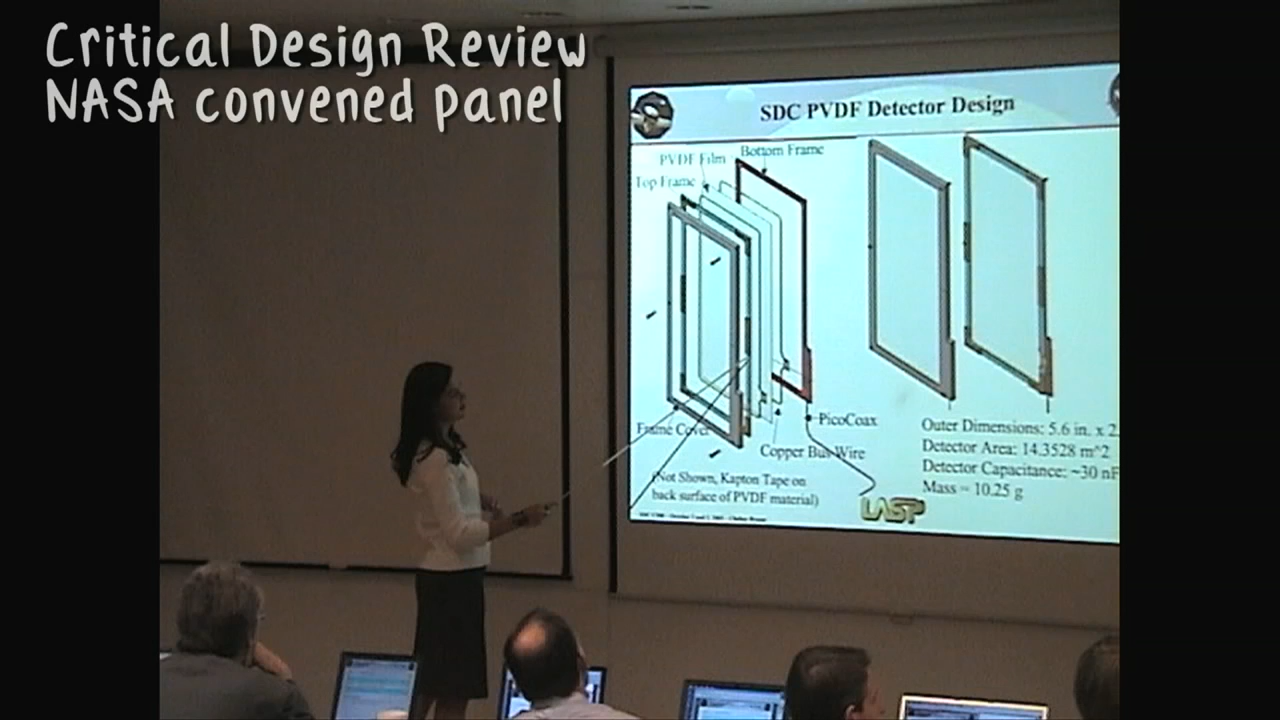 Critical Design Review
NASA convened panel
SDC PVDF Detector Design
Bottom Frame
PVDF Film
Top Frame
Frame Cover
PicoCoax
Copper Bus Wire
(Not Shown, Kapton Tape on
back surface of PVDF material)
Outer Dimensions: 5.6 in. x 2.
Detector Area: 14.3528 m^2
Detector Capacitance: ~30 nF
Mass = 10.25 g
LASP